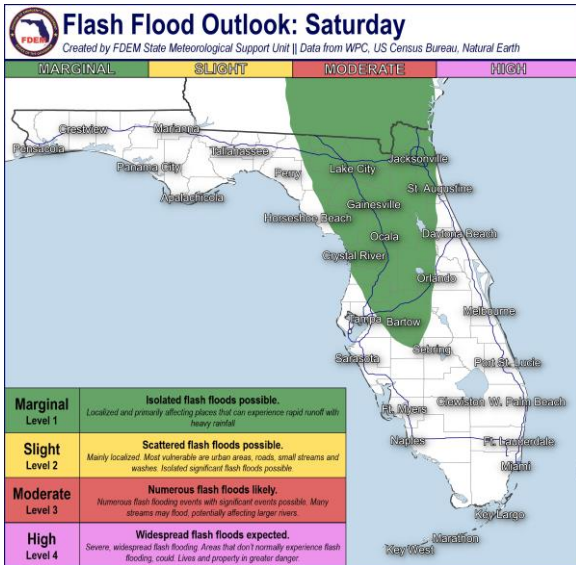 FDEM
Flash Flood Outlook: Saturday
Created by FDEM State Meteorological Support Unit || Data from WPC, US Census Bureau, Natural Earth
MARGINAL SLIGHT MODERATE HIGH
Crestview
Marianna
Pensacola
Tallahassee
Jacksonville
Panama City
Perry
Lake City
Apalachicola
St. Augustine
Gainesville
Horseshoe Beach
Ocala
Daytona Beach
Crystal River
Orlando
Melbourne
Tampa
Bartow
Sebring
Sarasota
Port St. Lucie
Clewiston W. Palm Beach
Ft. Myers
Naples
Ft. Lauderdale
Miami
Key Largo
Marathon
Key West
Marginal
Level 1
Isolated flash floods possible.
Localized and primarily affecting places that can experience rapid runoff with
heavy rainfall
Slight
Level 2
Scattered flash floods possible.
Mainly localized. Most vulnerable are urban areas, roads, small streams and
washes. Isolated significant flash floods possible.
Moderate
Level 3
Numerous flash floods likely.
Numerous flash flooding events with significant events possible. Many
streams may flood, potentially affecting larger rivers.
High
Level 4
Widespread flash floods expected.
Severe, widespread flash flooding. Areas that don't normally experience flash
flooding, could. Lives and property in greater danger.